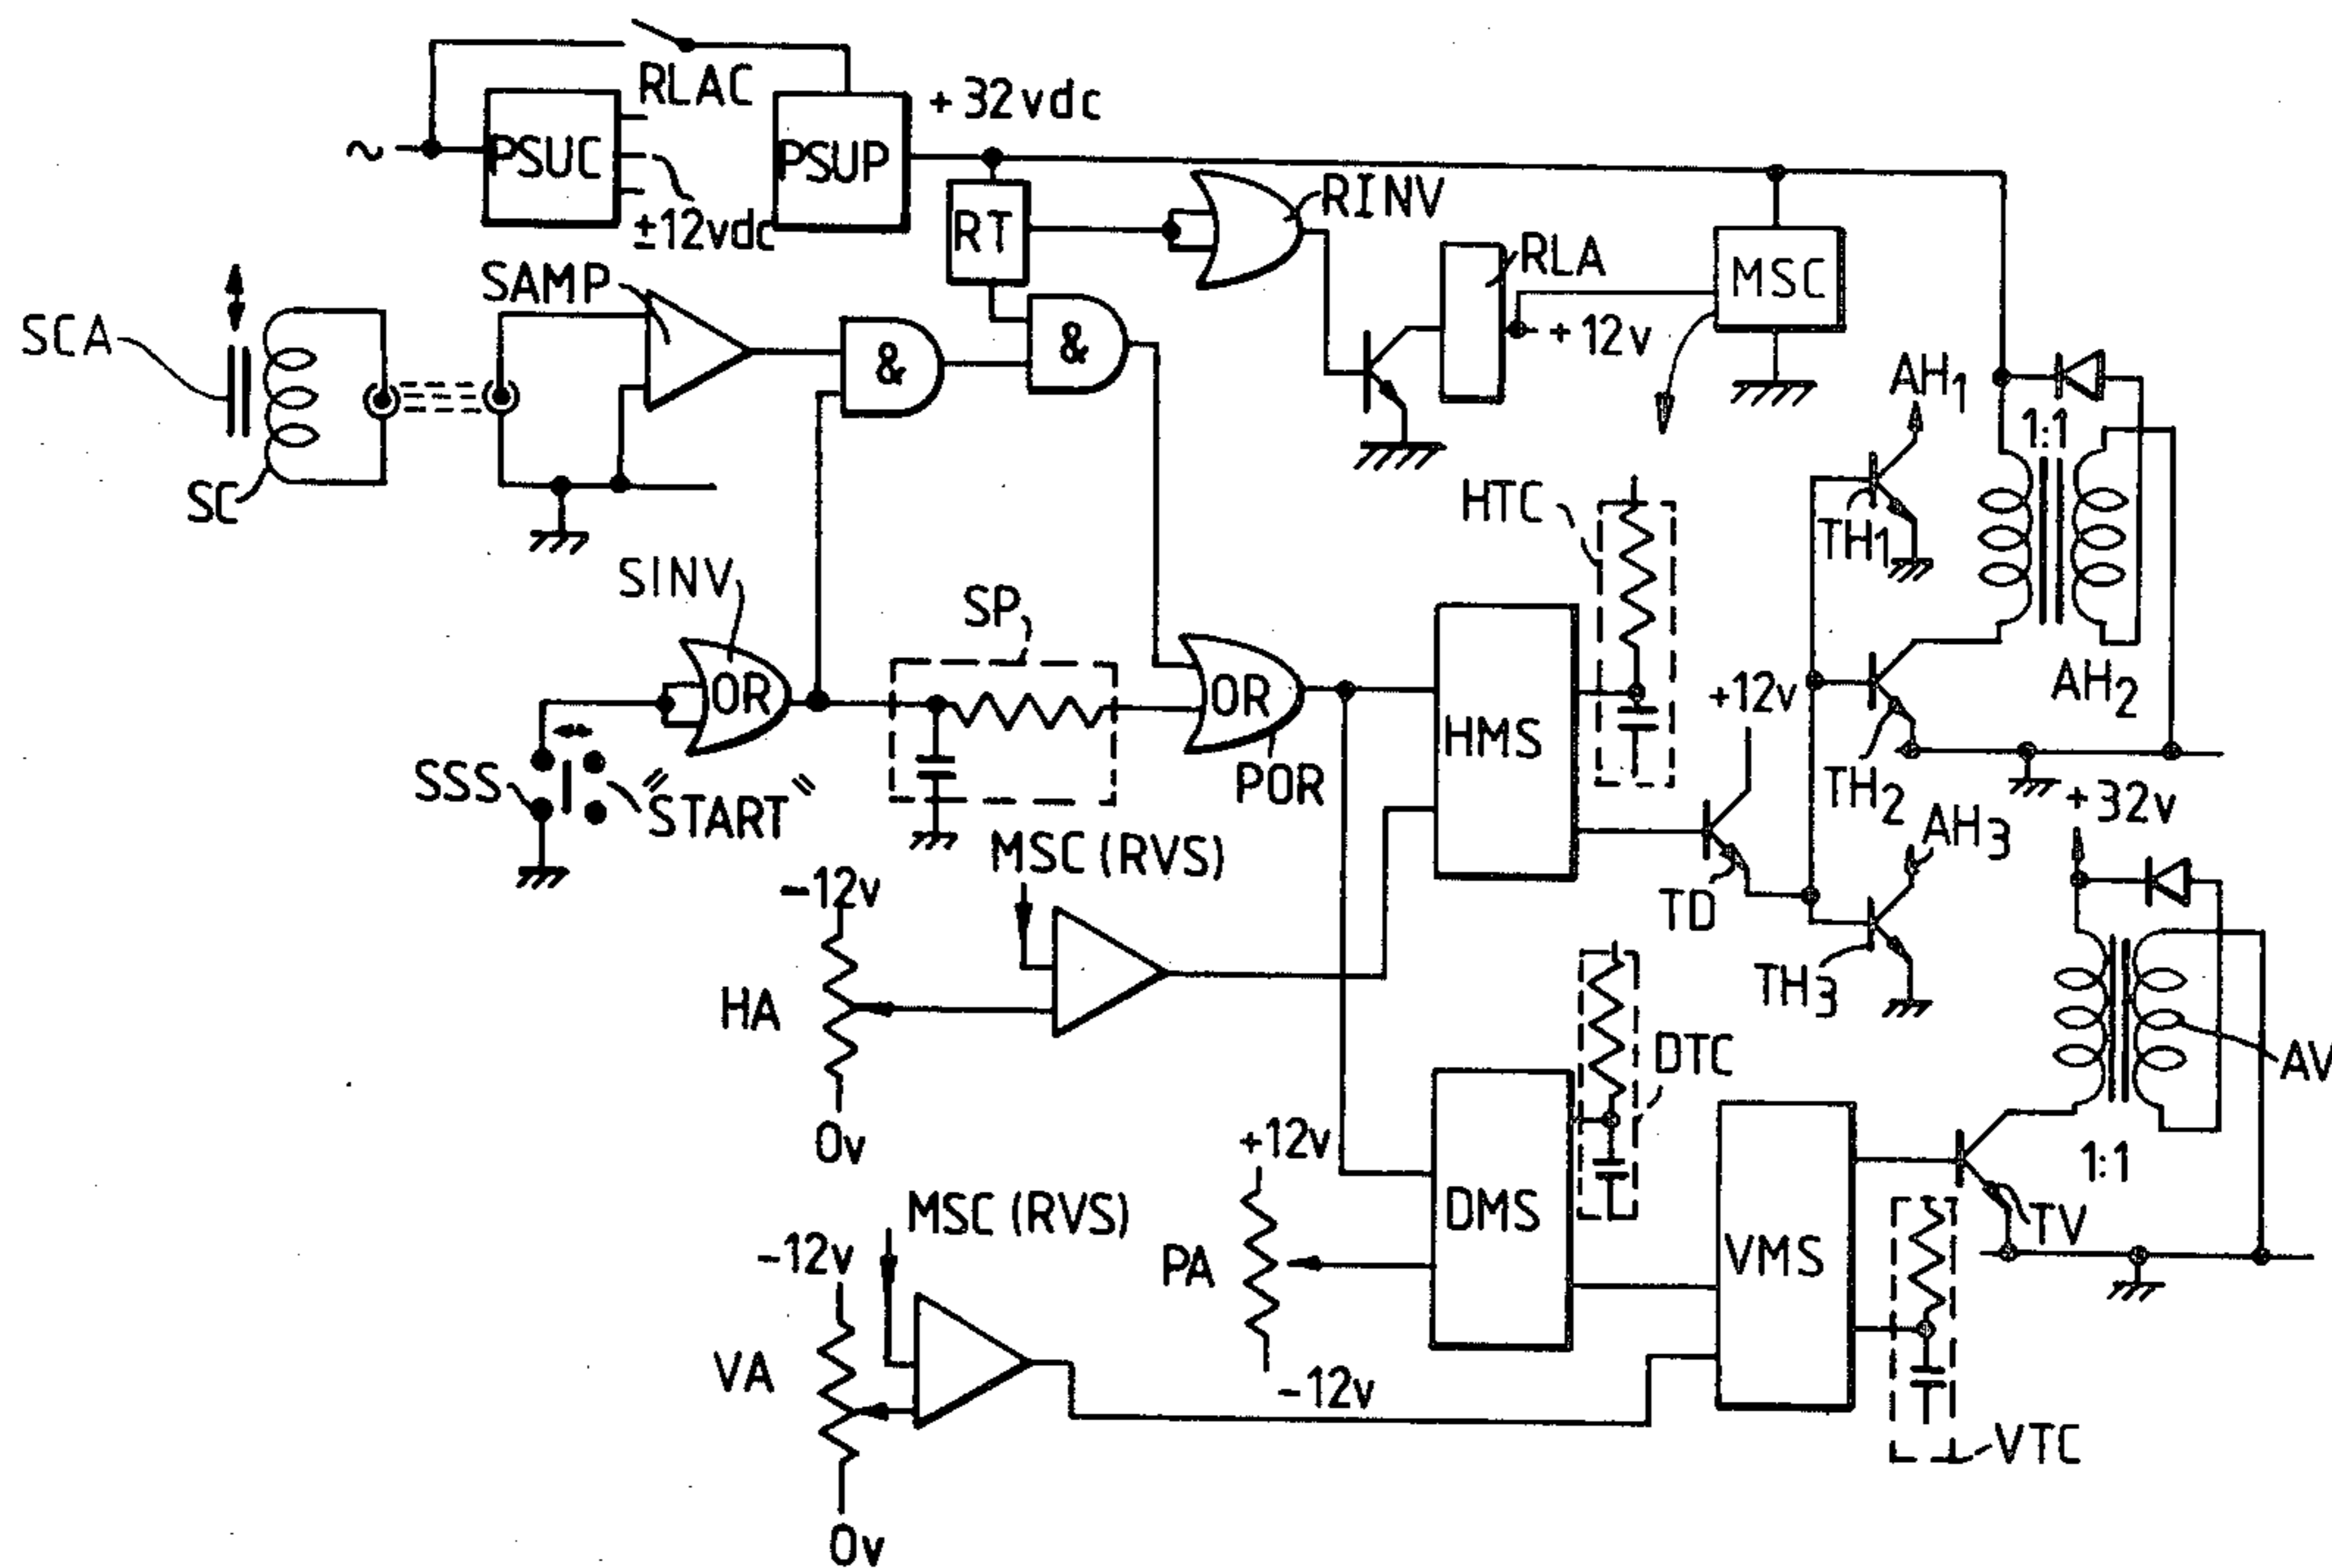 RLAC
+32vdc
~
PSUC
PSUP
±12vdc
RT
RINV
RLA
+12v
MSC
SAMP
&
&
SCA
SC
AH1
1:1
HTC
TH1
SINV
OR
SP
OR
POR
HMS
+12v
AH2
TH2
SSS
"START"
+32v
AH3
MSC (RVS)
TD
TH3
-12v
HA
0v
DTC
AV
1:1
+12v
PA
-12v
DMS
VMS
TV
MSC (RVS)
-12v
VA
0v
VTC